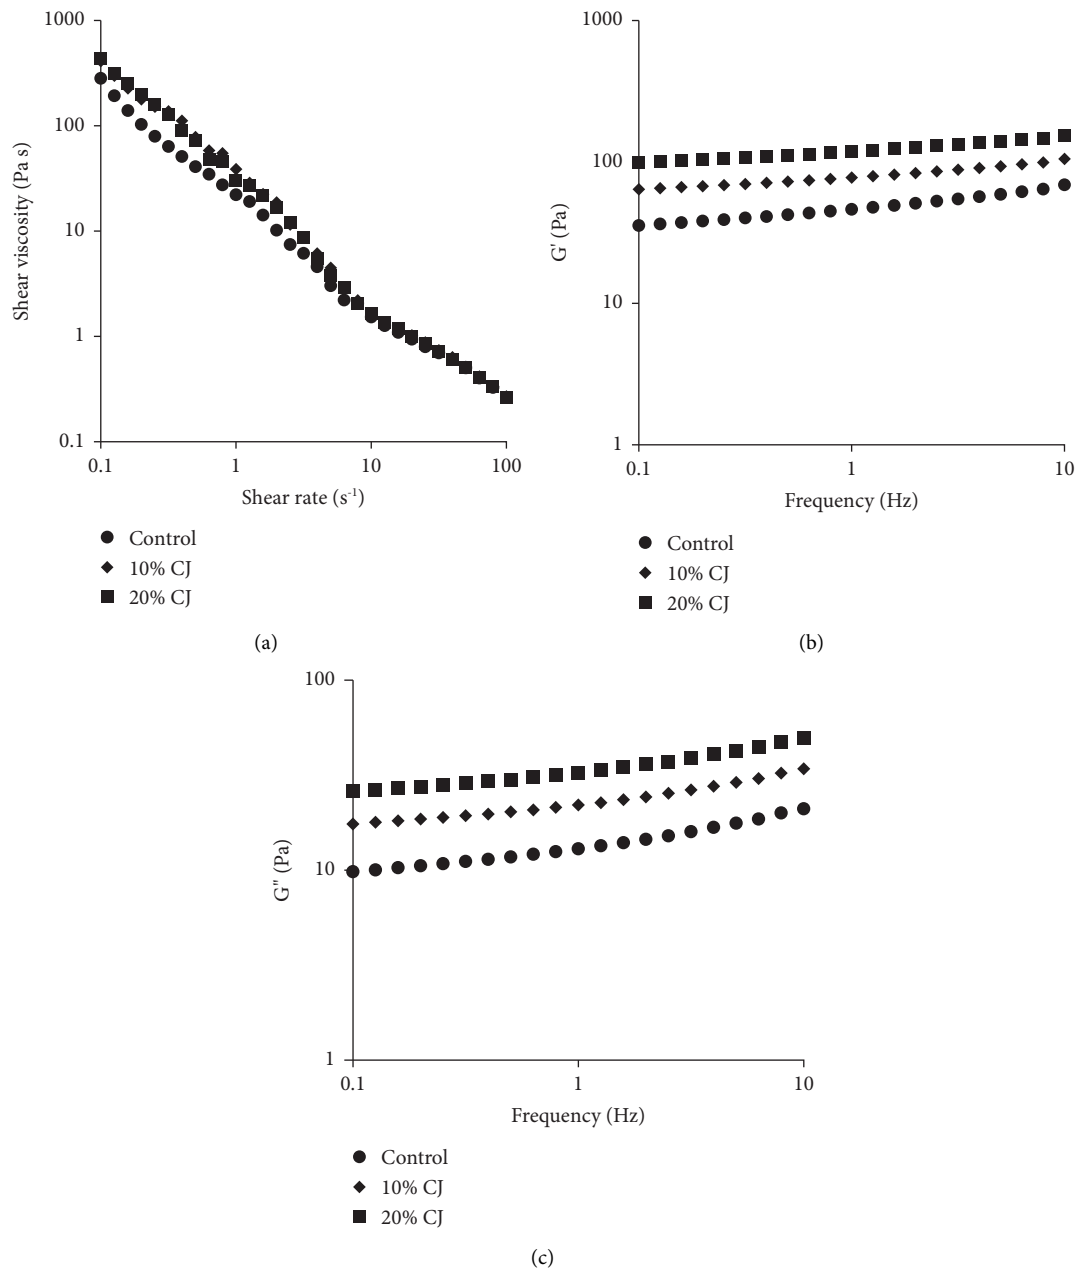 1000
100
10
1
0.1
Shear viscosity (Pa s)
0.1 1 10 100
Shear rate (s-1)
Control
10% CJ
20% CJ
(a)
1000
100
10
1
G' (Pa)
0.1 1 10
Frequency (Hz)
Control
10% CJ
20% CJ
(b)
100
10
1
G" (Pa)
0.1 1 10
Frequency (Hz)
Control
10% CJ
20% CJ
(c)